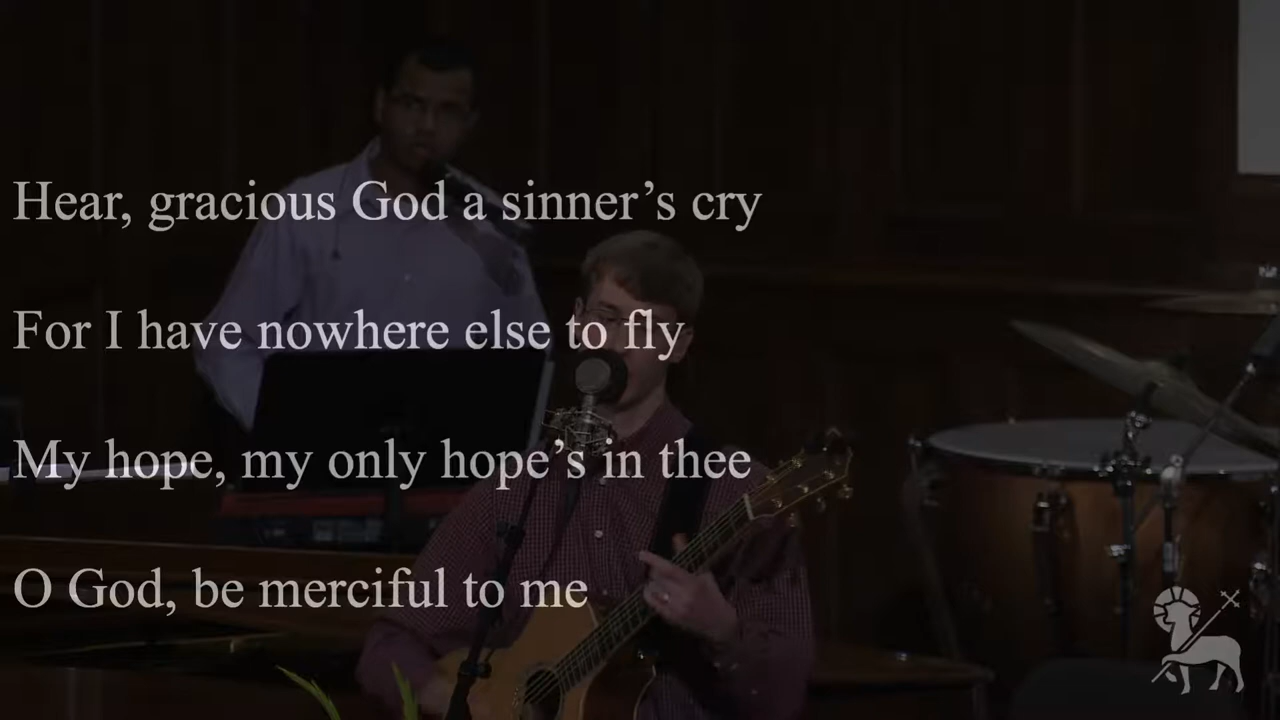 Hear, gracious God a sinner’s cry
For I have nowhere else to fly
My hope, my only hope’s in thee
O God, be merciful to me